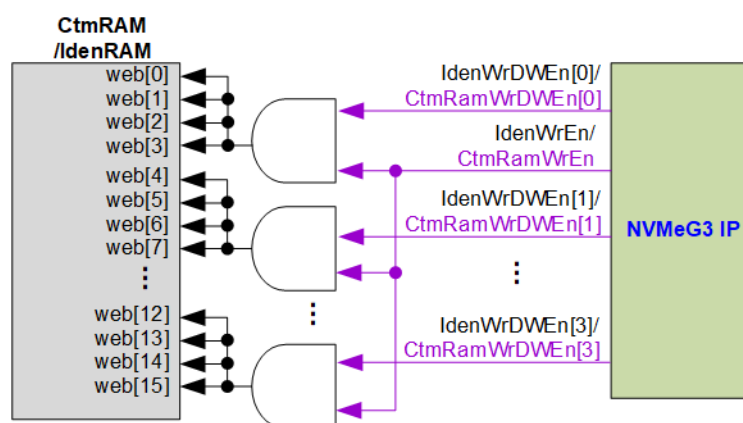 CtmRAM
/IdenRAM
web[0]
web[1]
web[2]
web[3]
web[4]
web[5]
web[6]
web[7]
web[12]
web[13]
web[14]
web[15]
IdenWrDWEn[0]/
CtmRamWrDWEn[0]
IdenWrEn/
CtmRamWrEn
IdenWrDWEn[1]/
CtmRamWrDWEn[1]
IdenWrDWEn[3]/
CtmRamWrDWEn[3]
NVMeG3 IP